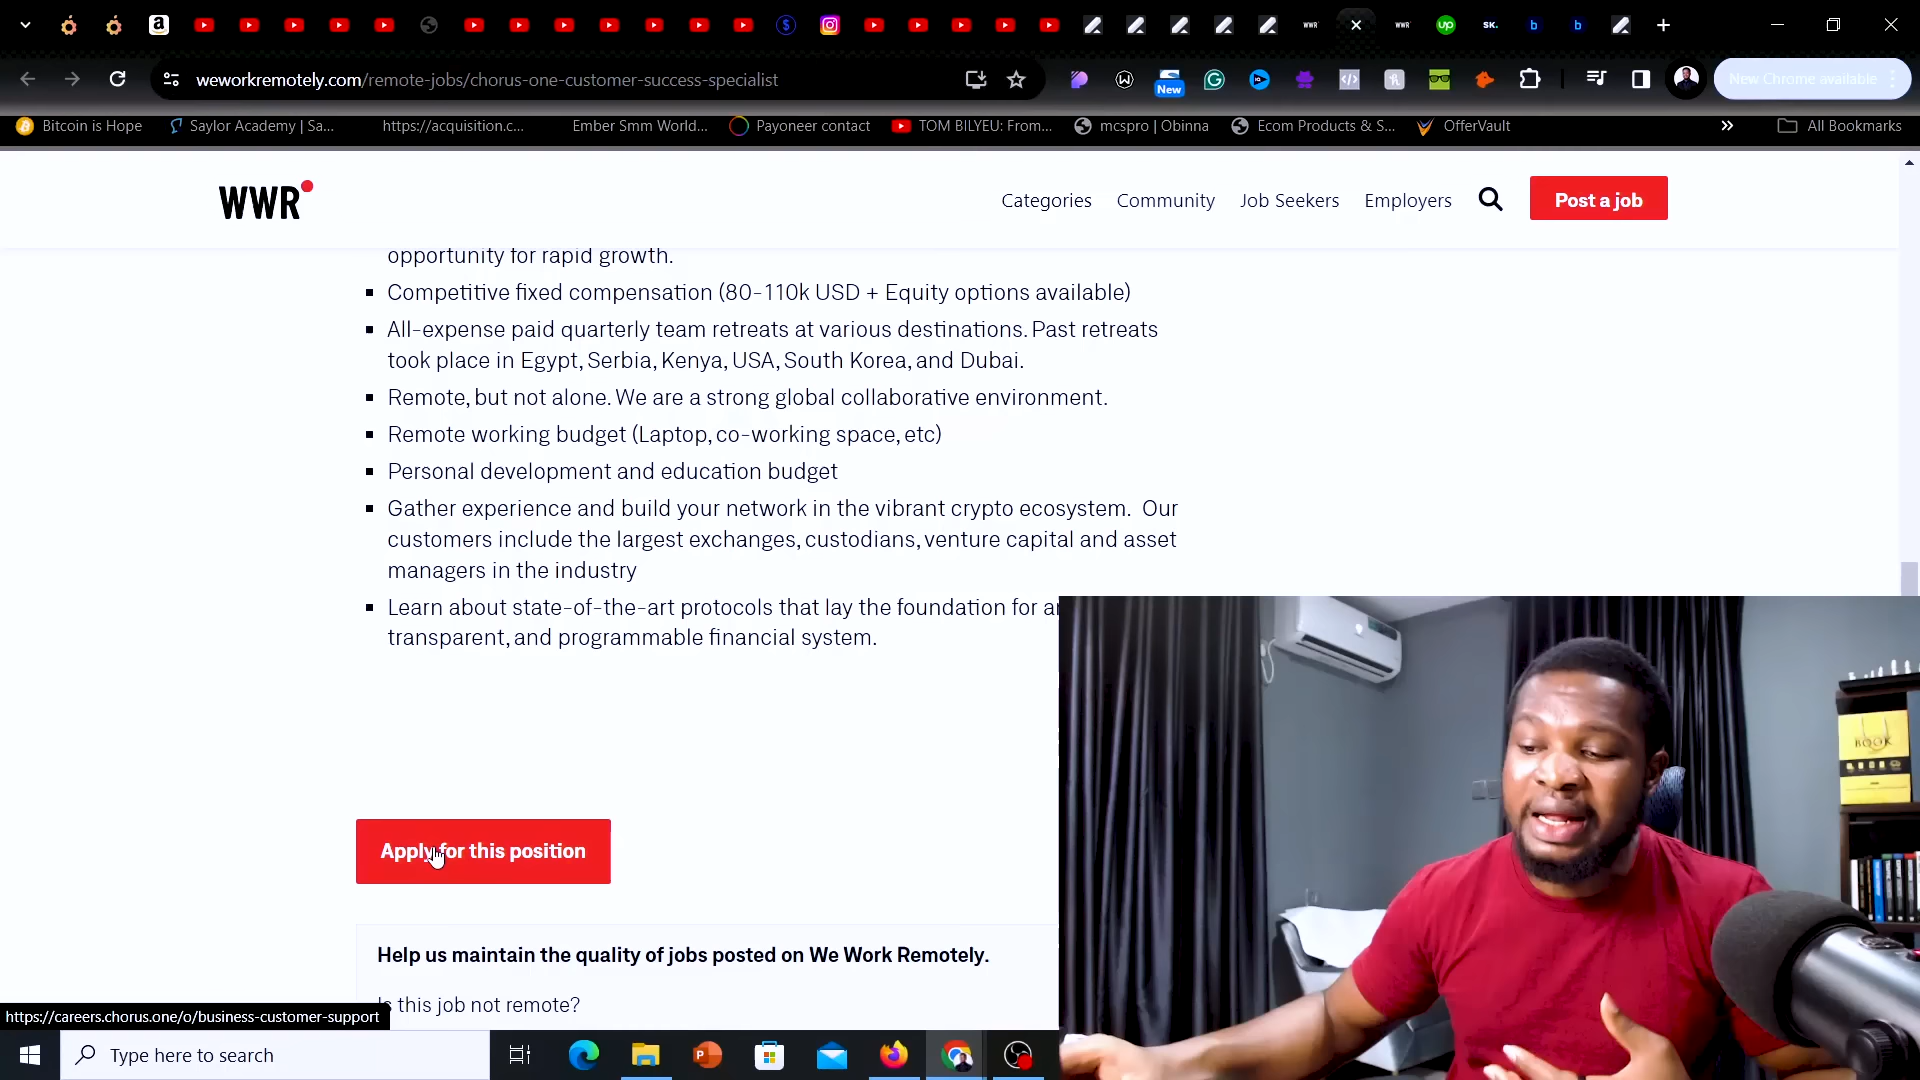 weworkremotely.com/remote-jobs/chorus-one-customer-success-specialist
New
New Chrome available
Bitcoin is Hope
Saylor Academy | Sa...
https://acquisition.c...
Ember Smm World...
Payoneer contact
TOM BILYEU: From...
mcspro | Obinna
Ecom Products & S...
OfferVault
All Bookmarks
WWR
Categories
Community
Job Seekers
Employers
Post a job
opportunity for rapid growth.
Competitive fixed compensation (80-110k USD + Equity options available)
All-expense paid quarterly team retreats at various destinations. Past retreats
took place in Egypt, Serbia, Kenya, USA, South Korea, and Dubai.
Remote, but not alone. We are a strong global collaborative environment.
Remote working budget (Laptop, co-working space, etc)
Personal development and education budget
Gather experience and build your network in the vibrant crypto ecosystem. Our
customers include the largest exchanges, custodians, venture capital and asset
managers in the industry
Learn about state-of-the-art protocols that lay the foundation for
transparent, and programmable financial system.
BOOK
Apply for this position
Help us maintain the quality of jobs posted on We Work Remotely.
Is this job not remote?
https://careers.chorus.one/o/business-customer-support
Type here to search